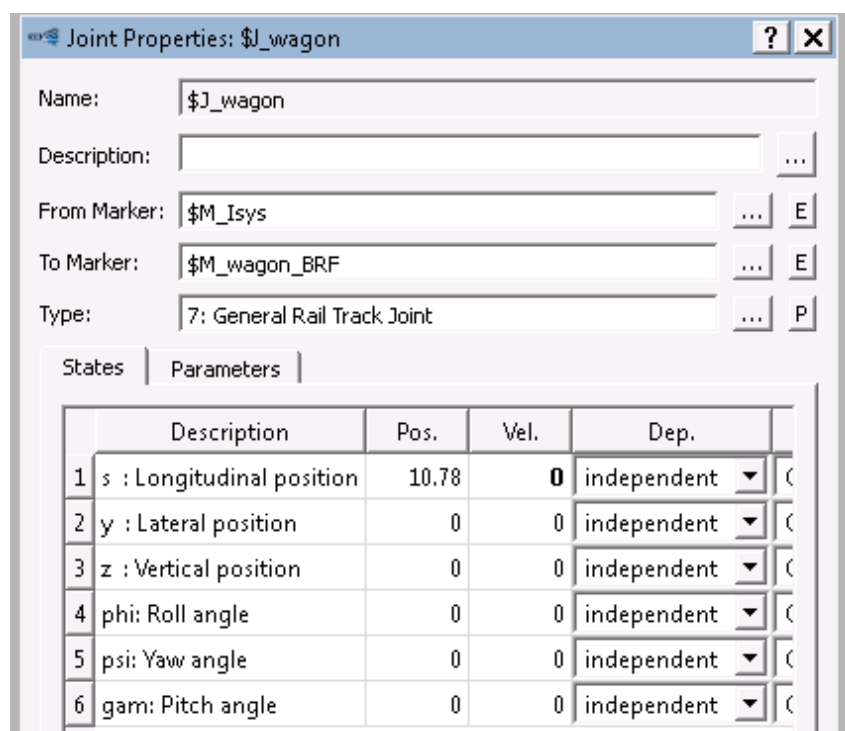 Joint Properties: $J_wagon ? X
Name: $J_wagon
Description: ...
From Marker: $M_Isys ... E
To Marker: $M_wagon_BRF ... E
Type: 7: General Rail Track Joint ... P
States Parameters
Description Pos. Vel. Dep.
1 s : Longitudinal position 10.78 0 independent
2 y : Lateral position 0 0 independent
3 z : Vertical position 0 0 independent
4 phi: Roll angle 0 0 independent
5 psi: Yaw angle 0 0 independent
6 gam: Pitch angle 0 0 independent